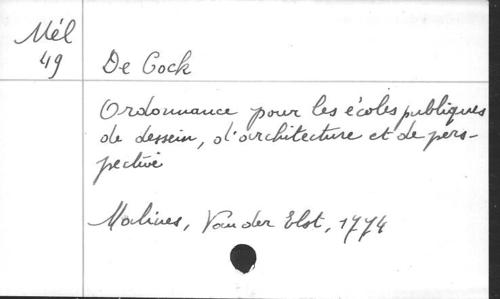 Mél
49
De Cock
Ordonnance pour les écoles publiques
de dessein, d'architecture et de pers-
pective
Malines, Van der Elst, 1774